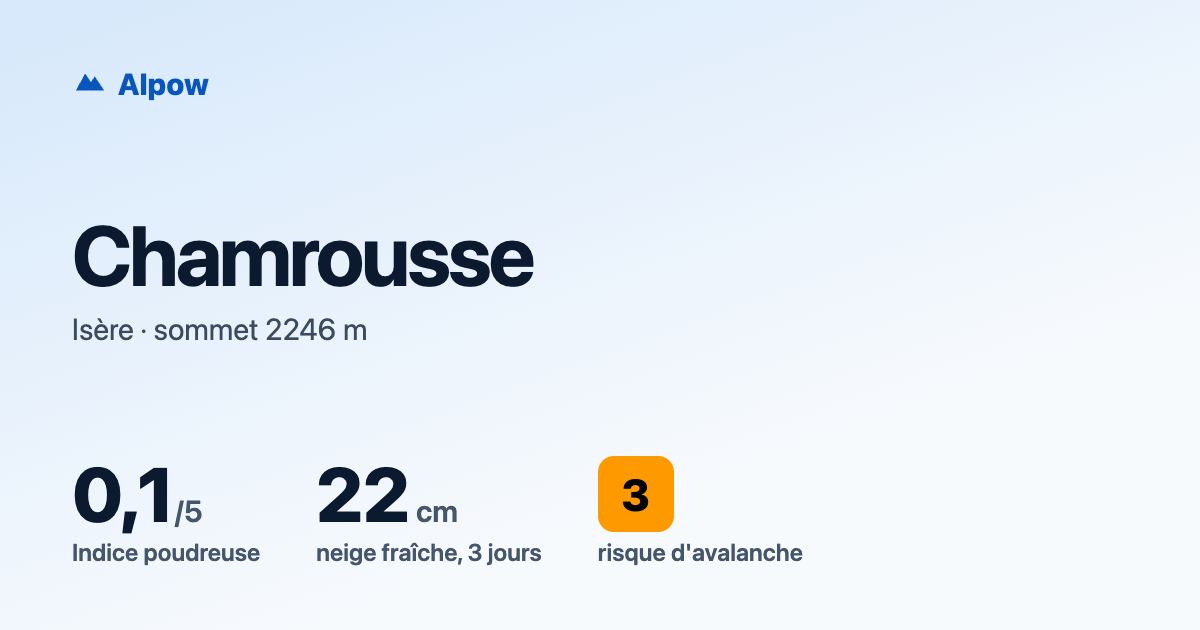 Alpow
Chamrousse
Isère · sommet 2246 m
0,1/5
Indice poudreuse
22 cm
neige fraîche, 3 jours
3
risque d'avalanche